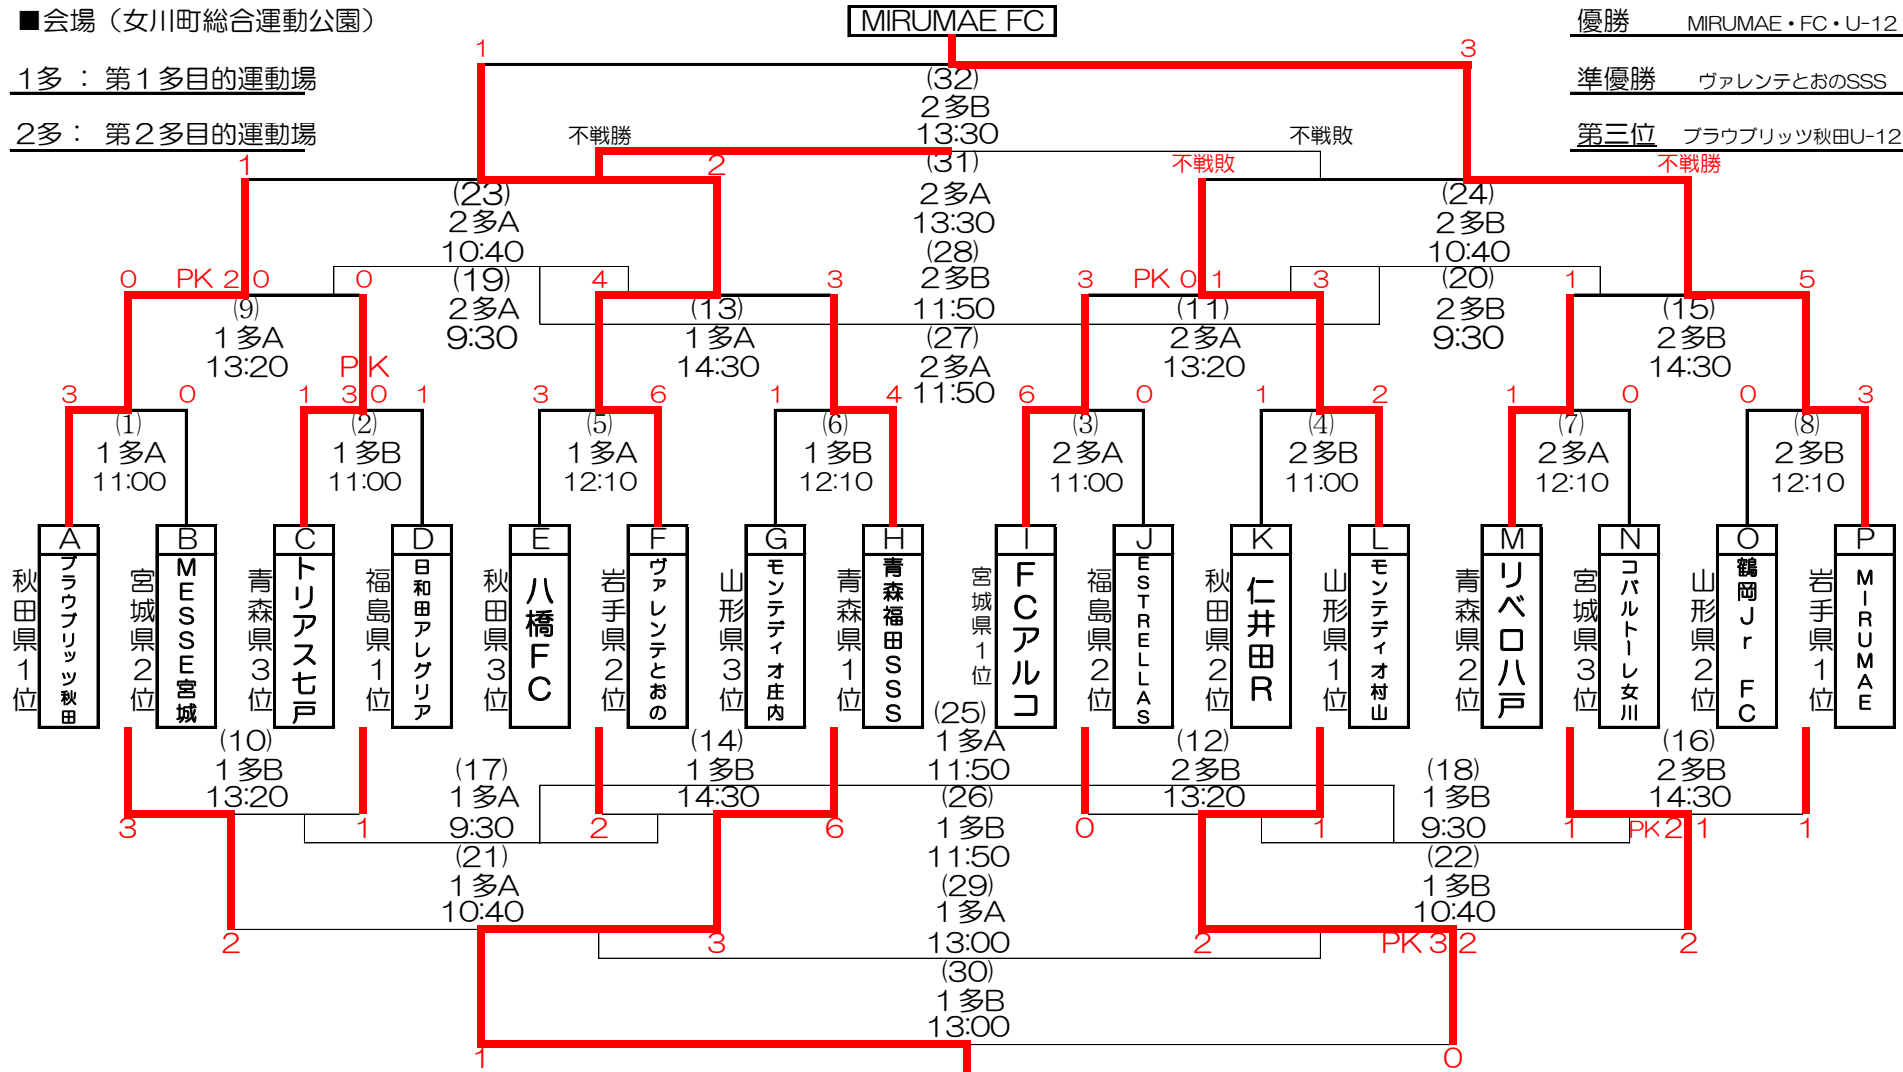 ■会場（女川町総合運動公園）
MIRUMAE FC
優勝　MIRUMAE・FC・U-12
1多 ： 第1多目的運動場
準優勝　ヴァレンテとおのSSS
2多： 第2多目的運動場
第三位　ブラウブリッツ秋田U-12
1 3
(32)
2多B
13:30
不戦勝 不戦敗
1 2 不戦敗 不戦勝
(31)
2多A
13:30
(23)
2多A
10:40
(24)
2多B
10:40
(28)
2多B
11:50
0 PK 2 0 0 4 3 3 PK 0 1 3 1 5
(19)
2多A
9:30
(20)
2多B
9:30
(9)
1多A
13:20
(13)
1多A
14:30
(27)
2多A
11:50
(11)
2多A
13:20
(15)
2多B
14:30
PK
3 0 1 3 0 1 3 6 1 4 6 0 1 2 1 0 0 3
(1)
1多A
11:00
(2)
1多B
11:00
(5)
1多A
12:10
(6)
1多B
12:10
(3)
2多A
11:00
(4)
2多B
11:00
(7)
2多A
12:10
(8)
2多B
12:10
A B C D E F G H I J K L M N O P
秋田県1位
ブラウブリッツ秋田
宮城県2位
MESSE宮城
青森県3位
トリアス七戸
福島県1位
日和田アレグリア
秋田県3位
八橋FC
岩手県2位
ヴァレンテとおの
山形県3位
モンテディオ庄内
青森県1位
青森福田SSS
宮城県1位
FCアルコ
福島県2位
ESTRELLAS
秋田県2位
仁井田R
山形県1位
モンテディオ村山
青森県2位
リベロ八戸
宮城県3位
コバルトーレ女川
山形県2位
鶴岡Jr FC
岩手県1位
MIRUMAE
(10)
1多B
13:20
(14)
1多B
14:30
(25)
1多A
11:50
(12)
2多B
13:20
(16)
2多B
14:30
(17)
1多A
9:30
(18)
1多B
9:30
3 1 2 6 0 1 1 PK 2 1 1
(26)
1多B
11:50
(21)
1多A
10:40
(22)
1多B
10:40
(29)
1多A
13:00
2 3 2 PK 3 2 2
(30)
1多B
13:00
1 0